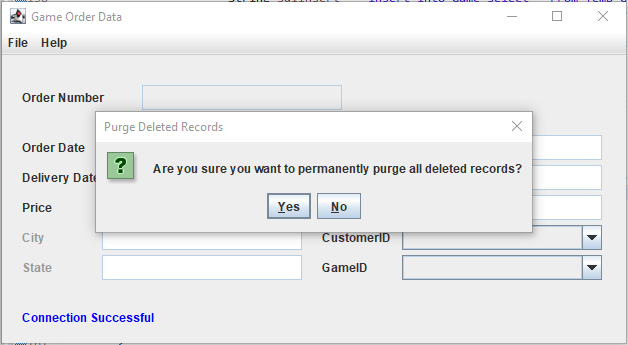 Game Order Data
File Help
Order Number
Purge Deleted Records
Order Date
Are you sure you want to permanently purge all deleted records?
Delivery Date
Price
Yes No
City CustomerID
State GameID
Connection Successful